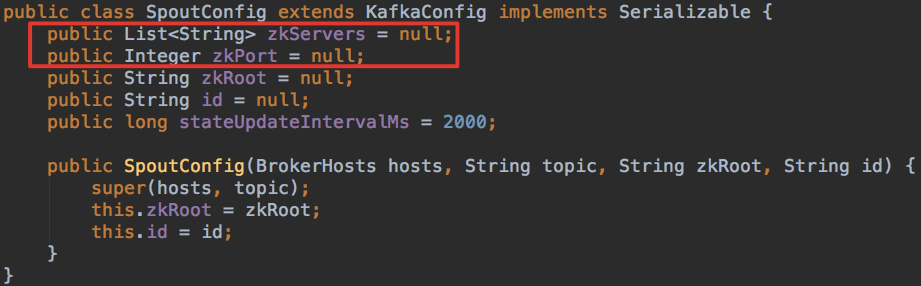 public class SpoutConfig extends KafkaConfig implements Serializable {
    public List<String> zkServers = null;
    public Integer zkPort = null;
    public String zkRoot = null;
    public String id = null;
    public long stateUpdateIntervalMs = 2000;

    public SpoutConfig(BrokerHosts hosts, String topic, String zkRoot, String id) {
        super(hosts, topic);
        this.zkRoot = zkRoot;
        this.id = id;
    }
}